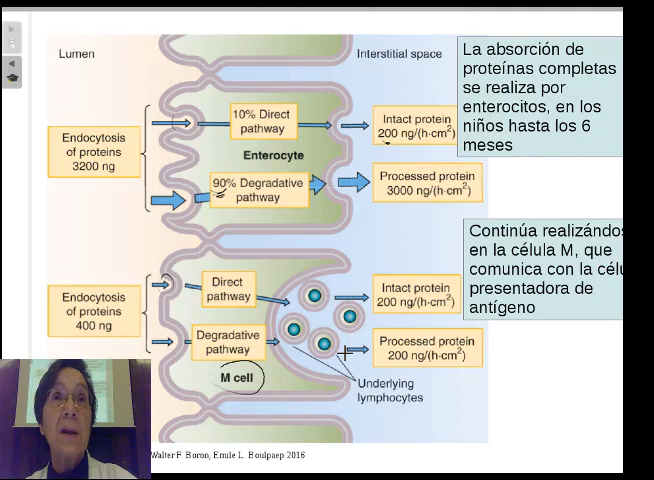 Lumen
Interstitial space
La absorción de
proteínas completas
se realiza por
enterocitos, en los
niños hasta los 6
meses
Endocytosis
of proteins
3200 ng
10% Direct
pathway
Enterocyte
90% Degradative
pathway
Intact protein
200 ng/(h·cm2)
Processed protein
3000 ng/(h·cm2)
Continúa realizándos
en la célula M, que
comunica con la célu
presentadora de
antígeno
Endocytosis
of proteins
400 ng
Direct
pathway
Degradative
pathway
M cell
Intact protein
200 ng/(h·cm2)
Processed protein
200 ng/(h·cm2)
Underlying
lymphocytes
Walter F. Boron, Emile L. Boulpaep 2016